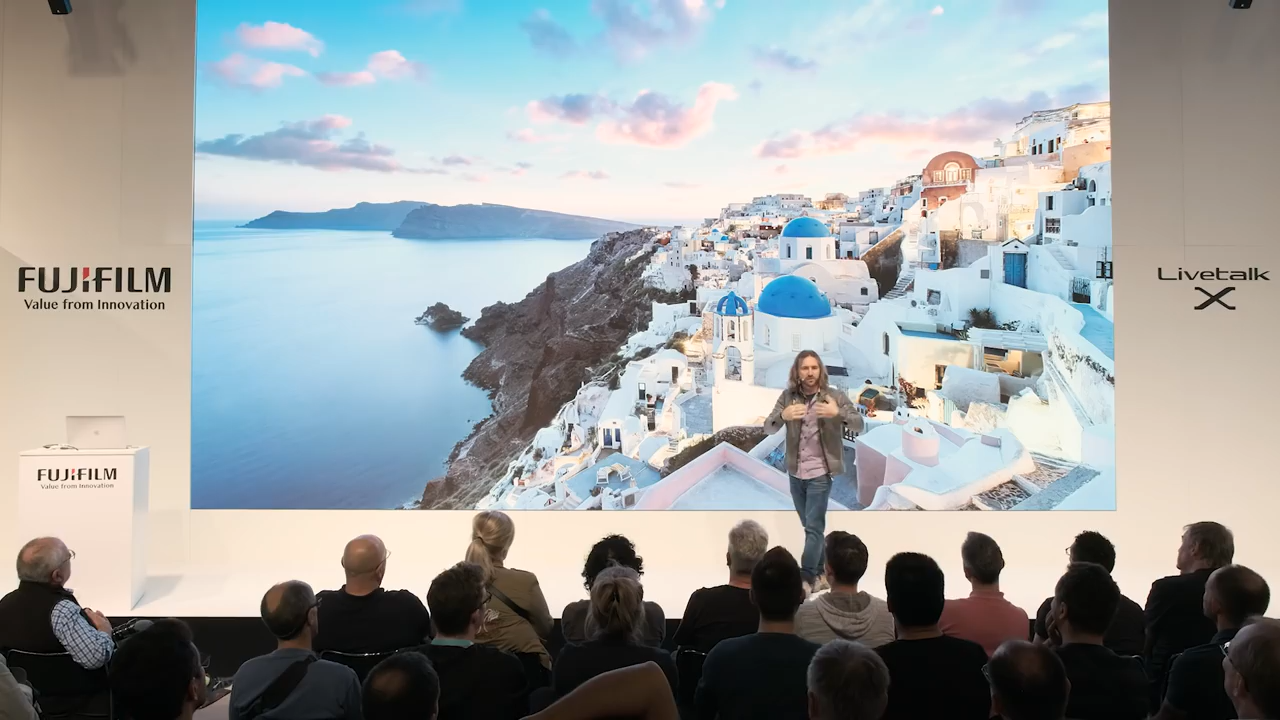 FUJIFILM
Value from Innovation
Livetalk
X
FUJIFILM
Value from Innovation